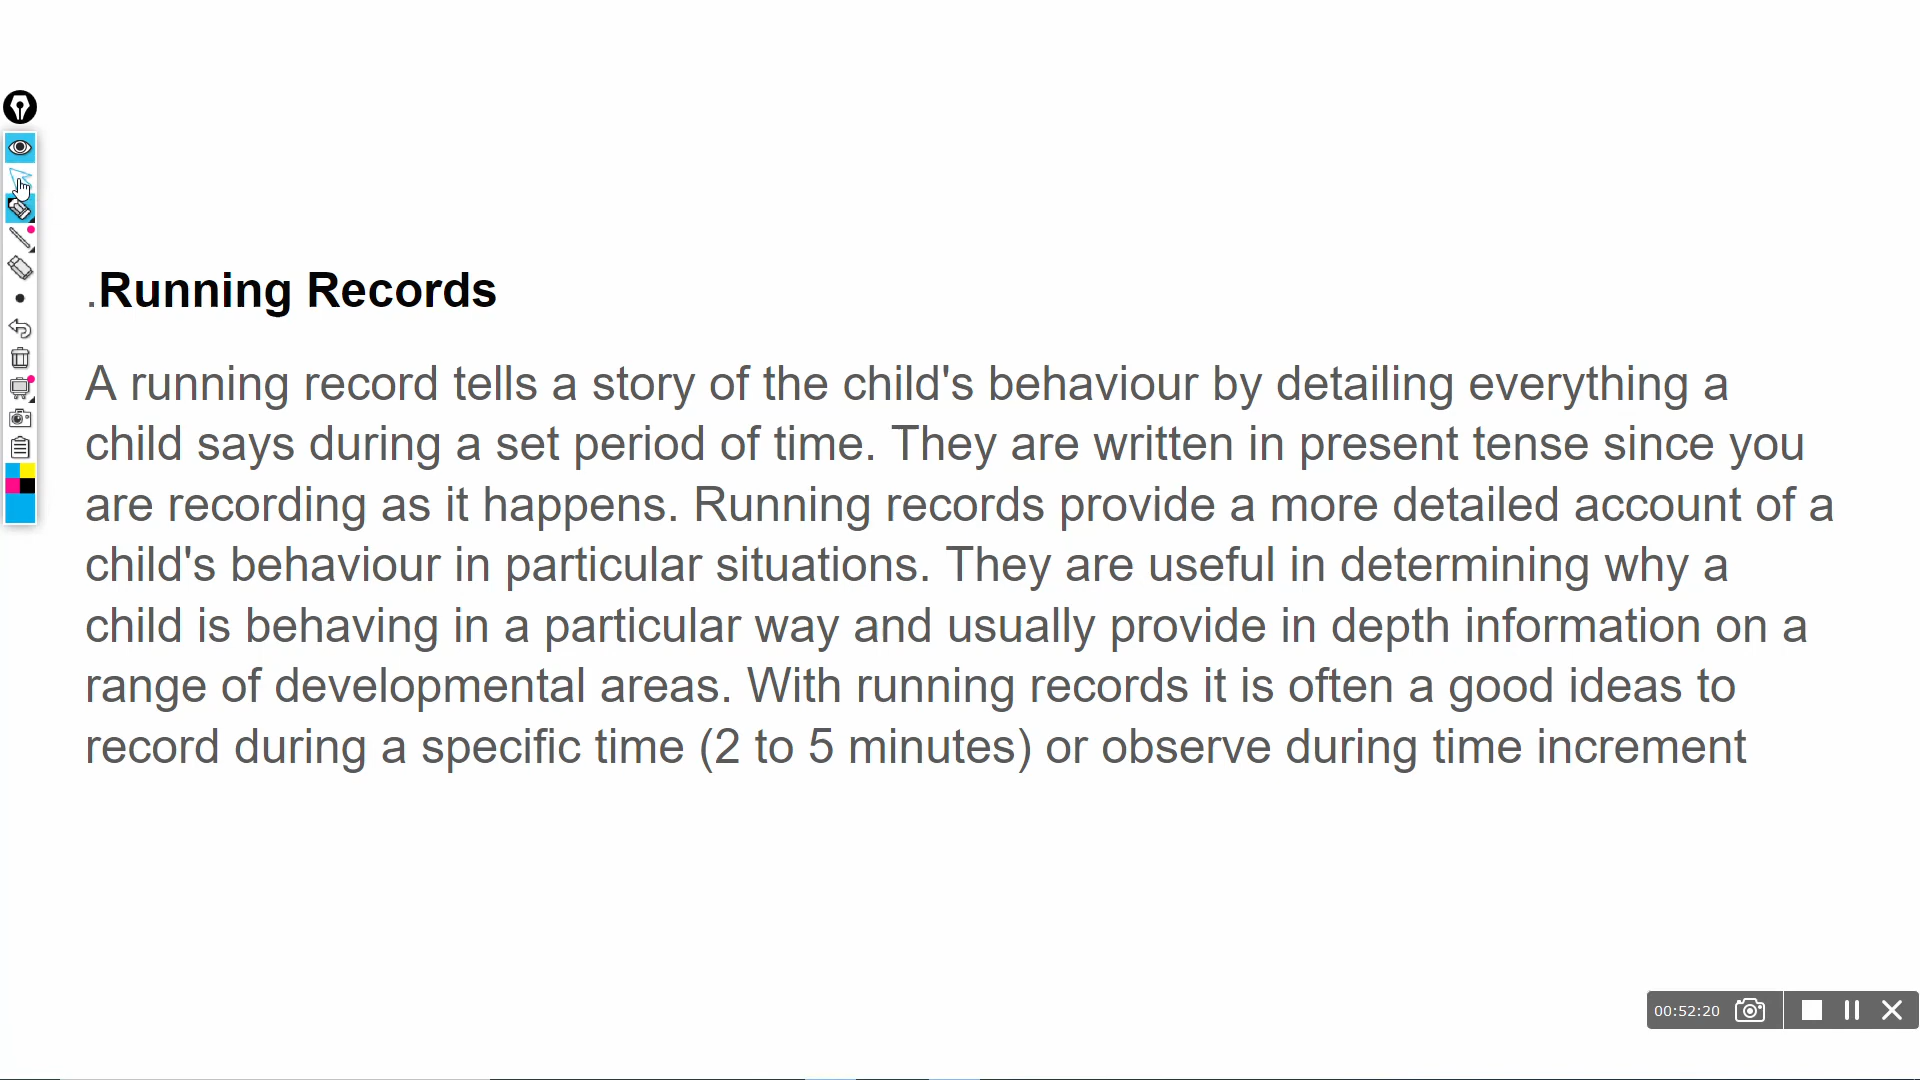 .Running Records
A running record tells a story of the child's behaviour by detailing everything a
child says during a set period of time. They are written in present tense since you
are recording as it happens. Running records provide a more detailed account of a
child's behaviour in particular situations. They are useful in determining why a
child is behaving in a particular way and usually provide in depth information on a
range of developmental areas. With running records it is often a good ideas to
record during a specific time (2 to 5 minutes) or observe during time increment
00:52:20